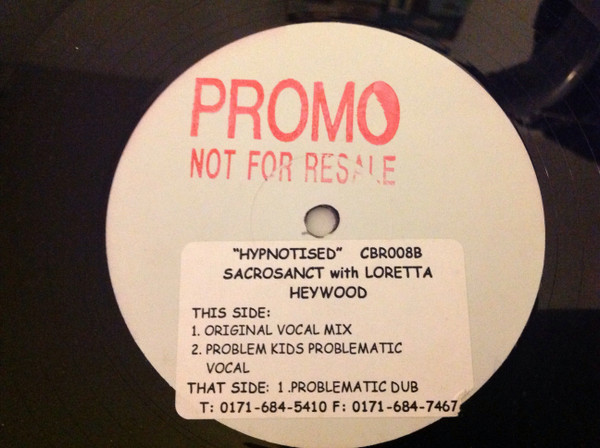 PROMO
NOT FOR RESALE
"HYPNOTISED" CBR008B
SACROSANCT with LORETTA
HEYWOOD
THIS SIDE:
1. ORIGINAL VOCAL MIX
2. PROBLEM KIDS PROBLEMATIC
VOCAL
THAT SIDE: 1 .PROBLEMATIC DUB
T: 0171-684-5410 F: 0171-684-7467